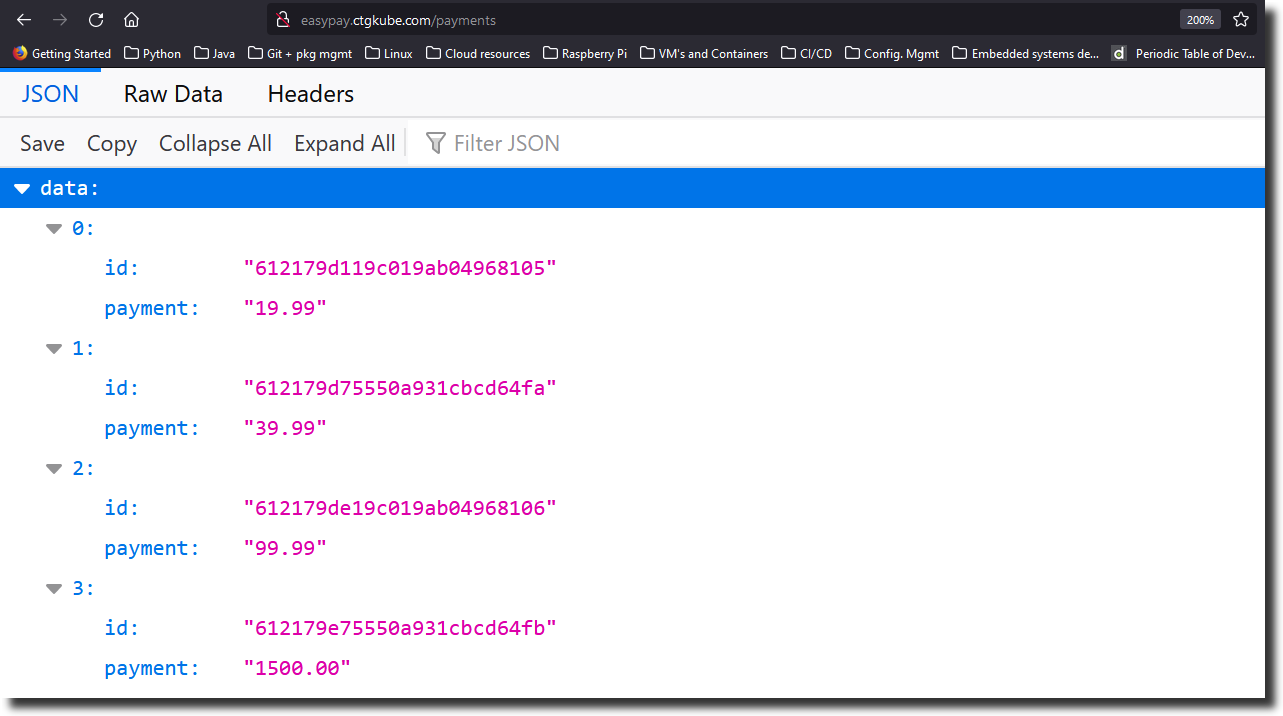 easypay.ctgkube.com/payments 200%
Getting Started Python Java Git + pkg mgmt Linux Cloud resources Raspberry Pi VM's and Containers CI/CD Config. Mgmt Embedded systems de... d Periodic Table of Dev...
JSON Raw Data Headers
Save Copy Collapse All Expand All Filter JSON
data:
0:
id: "612179d119c019ab04968105"
payment: "19.99"
1:
id: "612179d75550a931cbcd64fa"
payment: "39.99"
2:
id: "612179de19c019ab04968106"
payment: "99.99"
3:
id: "612179e75550a931cbcd64fb"
payment: "1500.00"